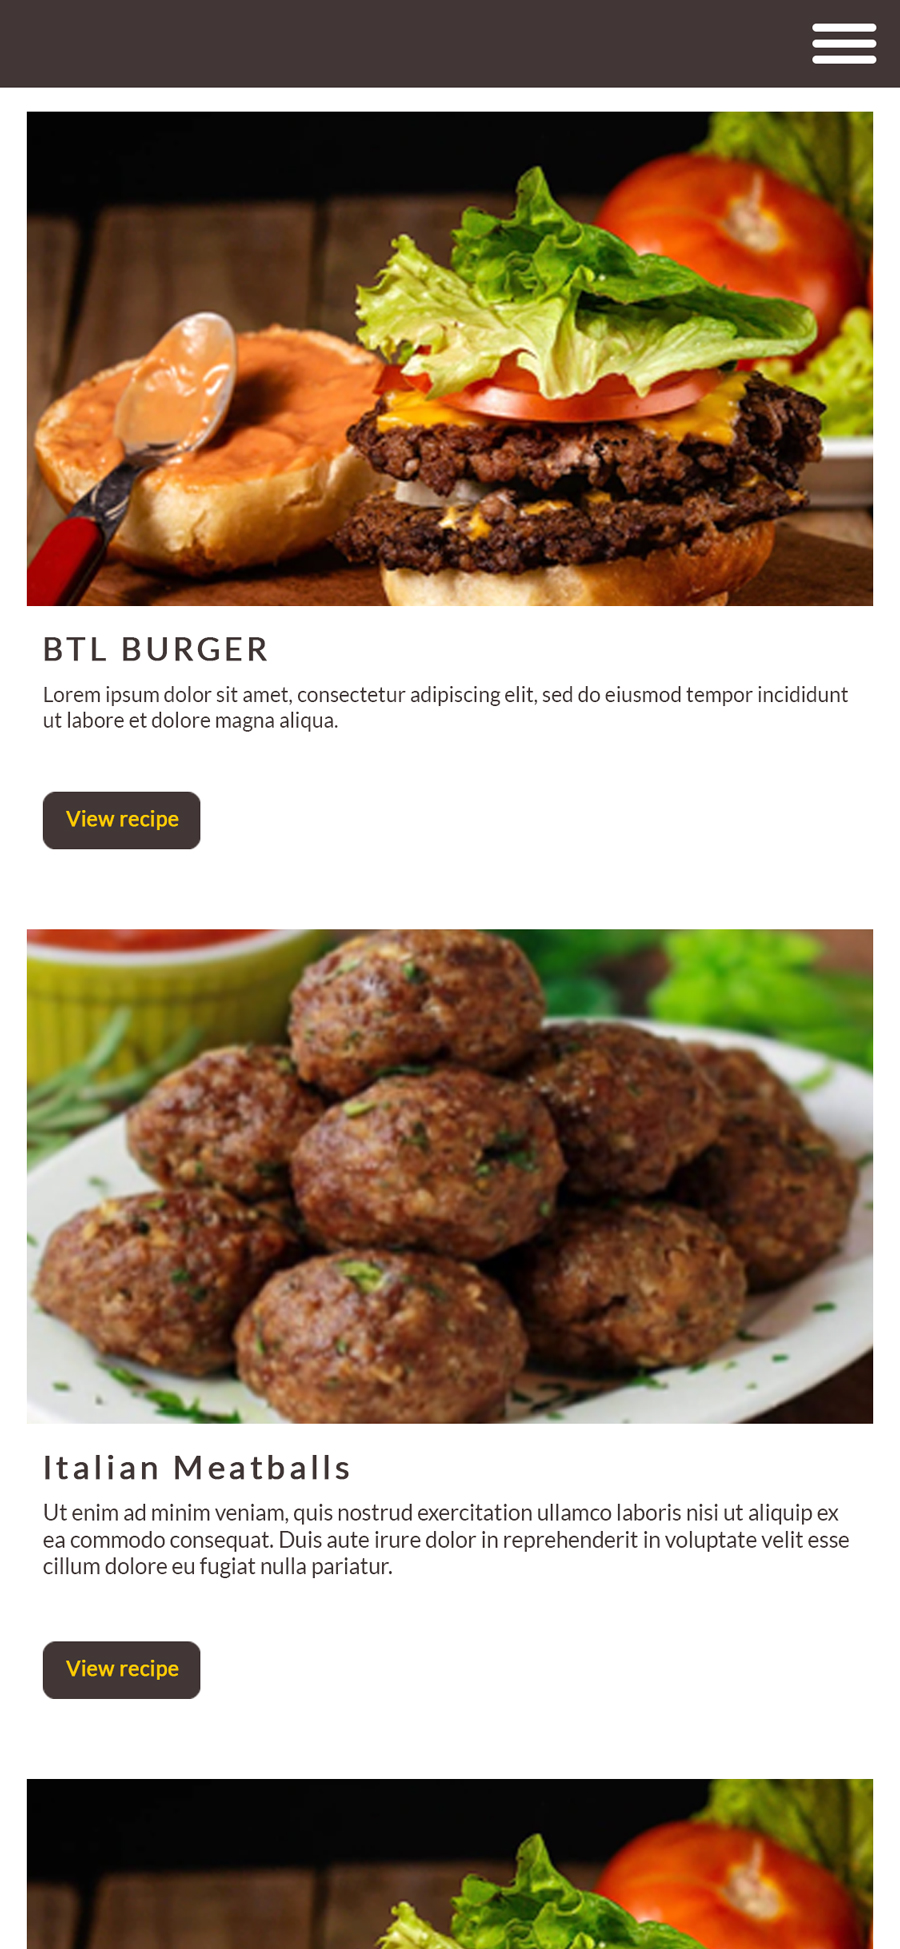 BTL BURGER
Lorem ipsum dolor sit amet, consectetur adipiscing elit, sed do eiusmod tempor incididunt
ut labore et dolore magna aliqua.
View recipe
Italian Meatballs
Ut enim ad minim veniam, quis nostrud exercitation ullamco laboris nisi ut aliquip ex
ea commodo consequat. Duis aute irure dolor in reprehenderit in voluptate velit esse
cillum dolore eu fugiat nulla pariatur.
View recipe